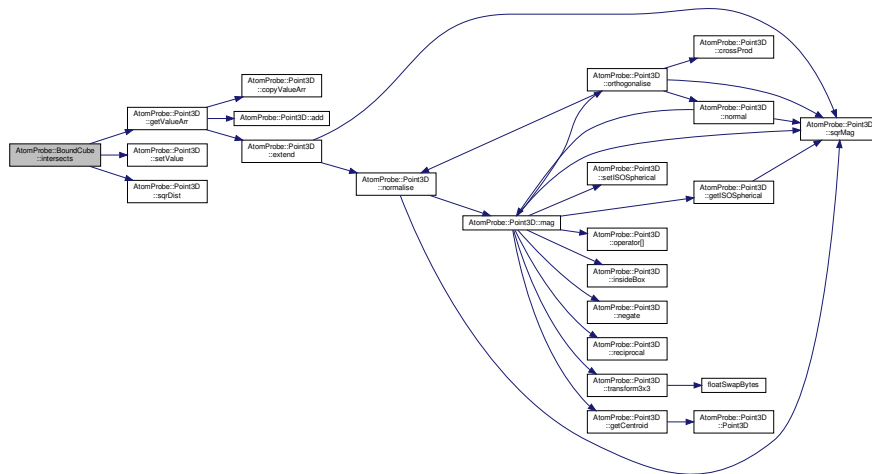 AtomProbe::BoundCube
::intersects
AtomProbe::Point3D
::getValueArr
AtomProbe::Point3D
::setValue
AtomProbe::Point3D
::sqrDist
AtomProbe::Point3D
::copyValueArr
AtomProbe::Point3D::add
AtomProbe::Point3D
::extend
AtomProbe::Point3D
::normalise
AtomProbe::Point3D::mag
AtomProbe::Point3D
::orthogonalise
AtomProbe::Point3D
::setISOSpherical
AtomProbe::Point3D
::operator[]
AtomProbe::Point3D
::insideBox
AtomProbe::Point3D
::negate
AtomProbe::Point3D
::reciprocal
AtomProbe::Point3D
::transform3x3
AtomProbe::Point3D
::getCentroid
AtomProbe::Point3D
::crossProd
AtomProbe::Point3D
::normal
AtomProbe::Point3D
::getISOSpherical
floatSwapBytes
AtomProbe::Point3D
::Point3D
AtomProbe::Point3D
::sqrMag